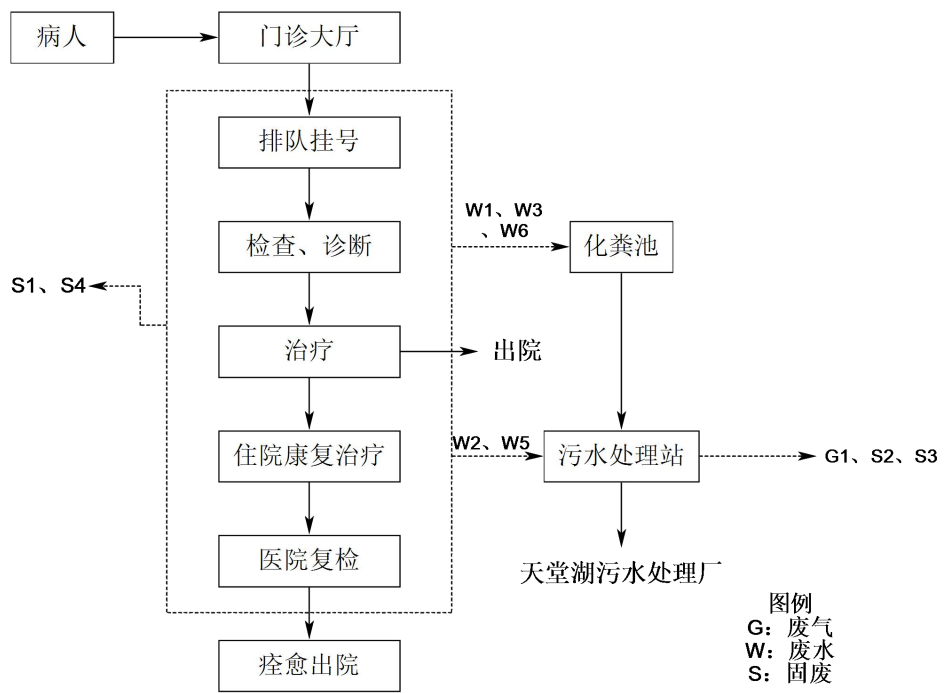 病人
门诊大厅
排队挂号
W1、W3
、W6
检查、诊断
化粪池
S1、S4
治疗
出院
住院康复治疗
W2、W5
污水处理站
G1、S2、S3
医院复检
天堂湖污水处理厂
图例
G：废气
W：废水
S：固废
痊愈出院